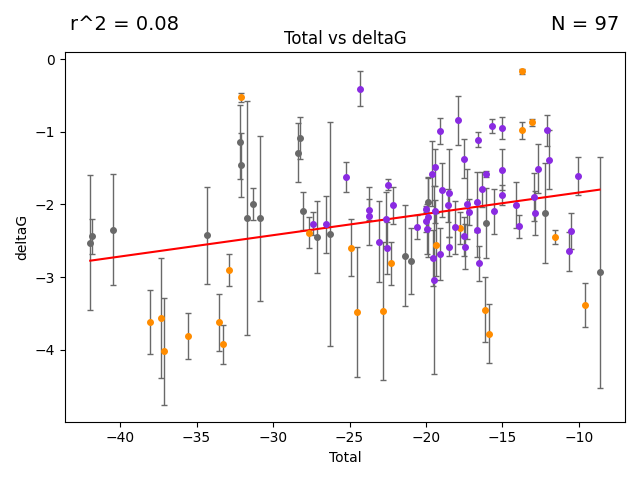 r^2 = 0.08
N = 97
Total vs deltaG
0
−1
−2
−3
−4
deltaG
−40
−35
−30
−25
−20
−15
−10
Total